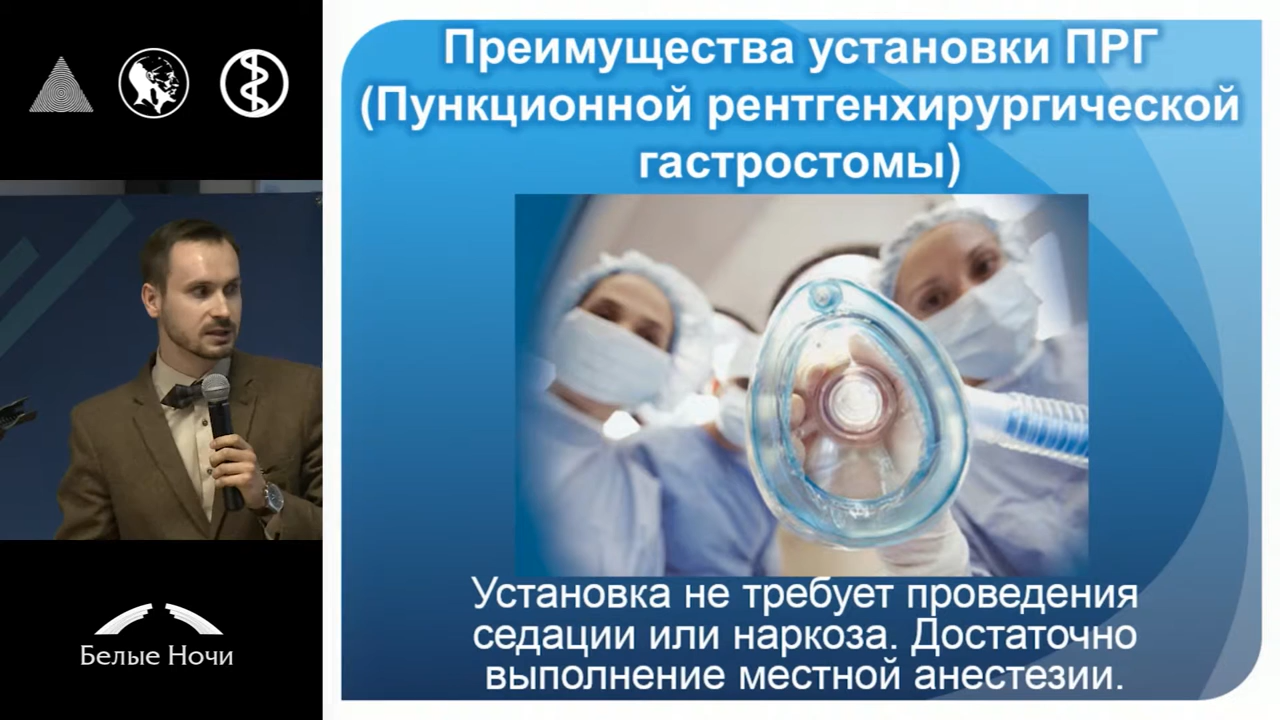 Преимущества установки ПРГ
(Пункционной рентгенхирургической
гастростомы)
Установка не требует проведения
седации или наркоза. Достаточно
выполнение местной анестезии.
Белые Ночи